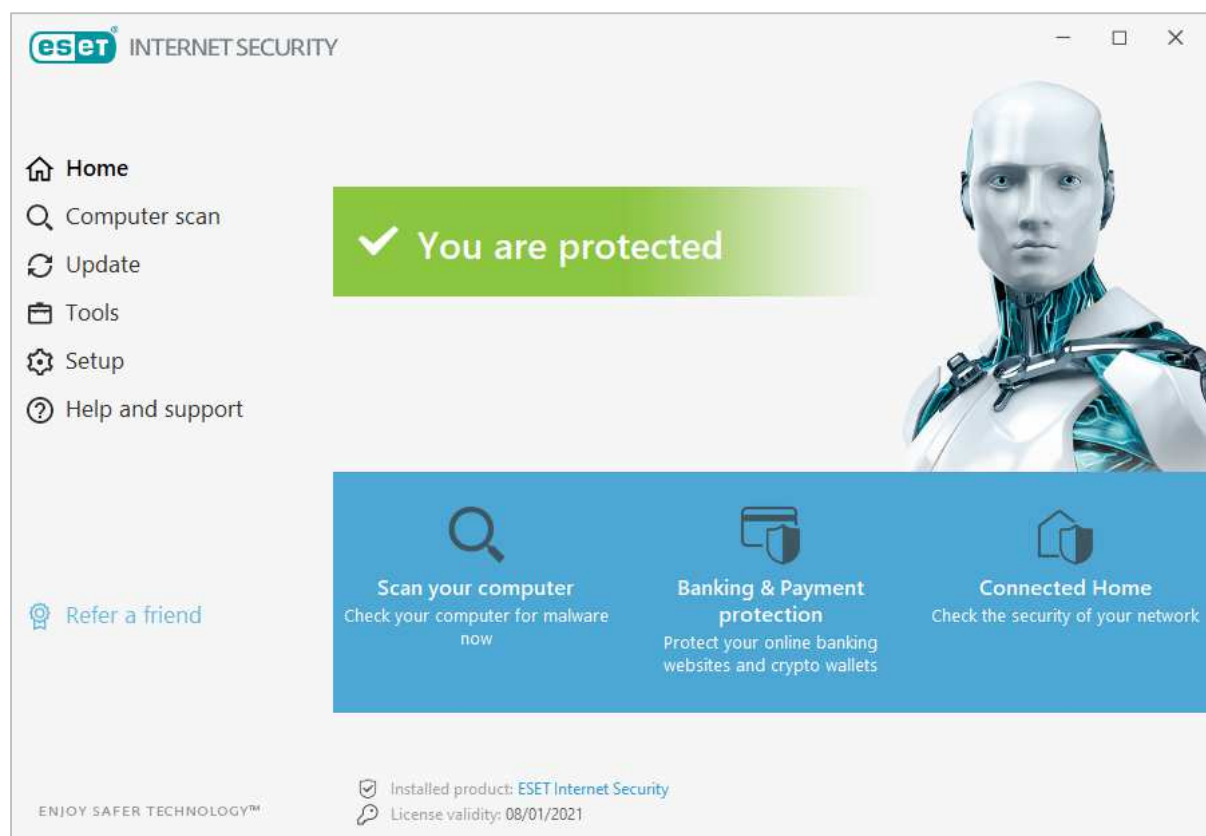 eset® INTERNET SECURITY
Home
Computer scan
Update
Tools
Setup
Help and support
Refer a friend
ENJOY SAFER TECHNOLOGY™
You are protected
Scan your computer
Check your computer for malware
now
Banking & Payment
protection
Protect your online banking
websites and crypto wallets
Connected Home
Check the security of your network
Installed product: ESET Internet Security
License validity: 08/01/2021